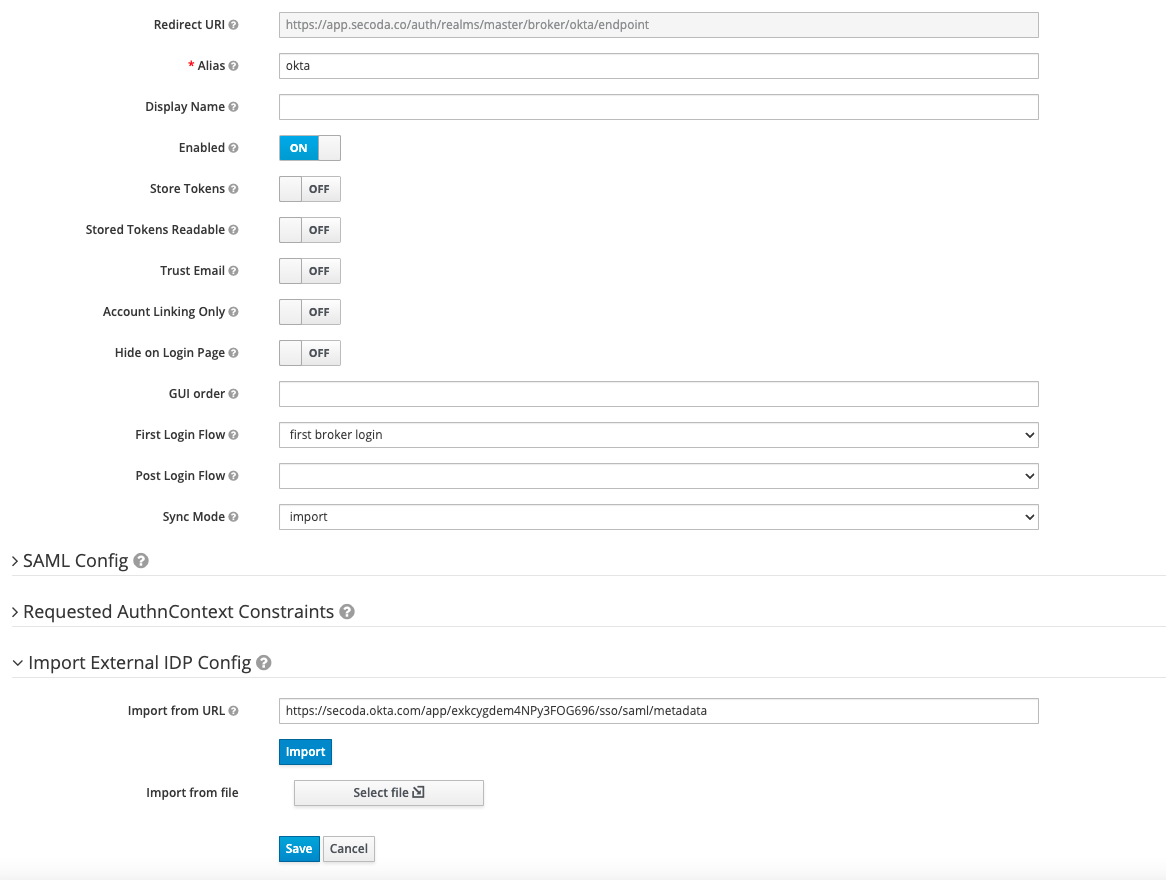 Redirect URI
https://app.secoda.co/auth/realms/master/broker/okta/endpoint
* Alias
okta
Display Name
Enabled
ON
Store Tokens
OFF
Stored Tokens Readable
OFF
Trust Email
OFF
Account Linking Only
OFF
Hide on Login Page
OFF
GUI order
First Login Flow
first broker login
Post Login Flow
Sync Mode
import
SAML Config
Requested AuthnContext Constraints
Import External IDP Config
Import from URL
https://secoda.okta.com/app/exkcygdem4NPy3FOG696/sso/saml/metadata
Import
Import from file
Select file
Save
Cancel